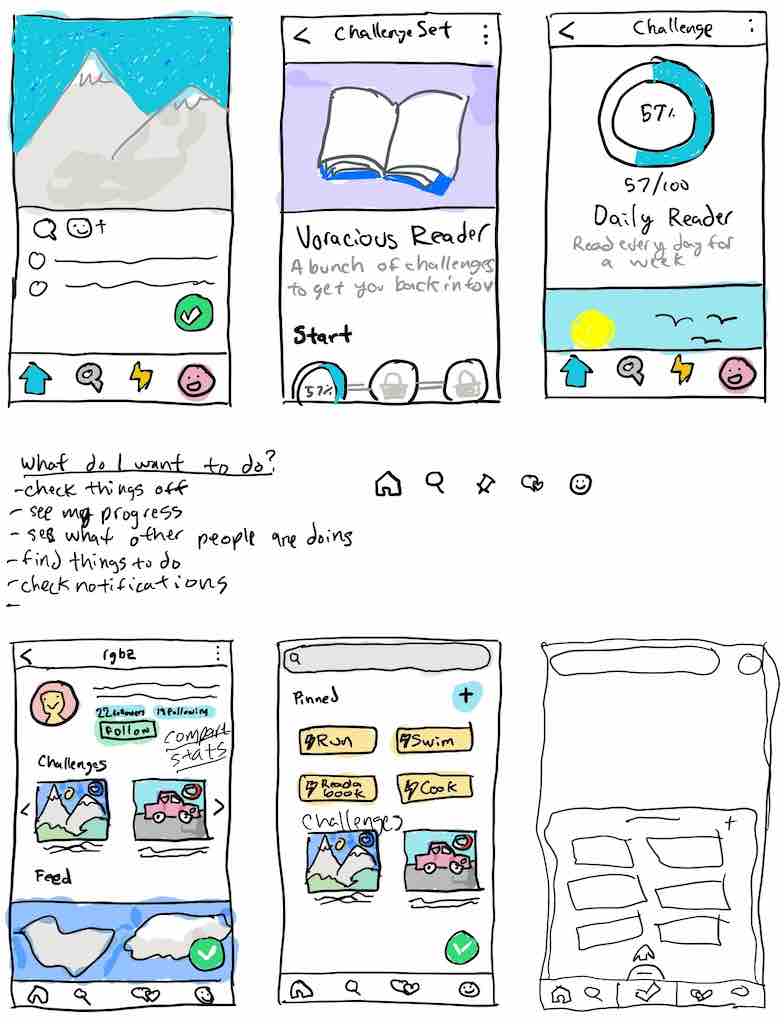 Challenge Set
Voracious Reader
A bunch of challenges
to get you back into
Start
57%
Challenge
57%
57/100
Daily Reader
Read every day for
a week
What do I want to do?
-check things off
- see my progress
- see what other people are doing
- find things to do
- check notifications
-
rgbz
22 followers 19 Following
Follow
compare
stats
Challenges
Feed
Pinned
+
Run
Swim
Read a
book
Cook
Challenges
+